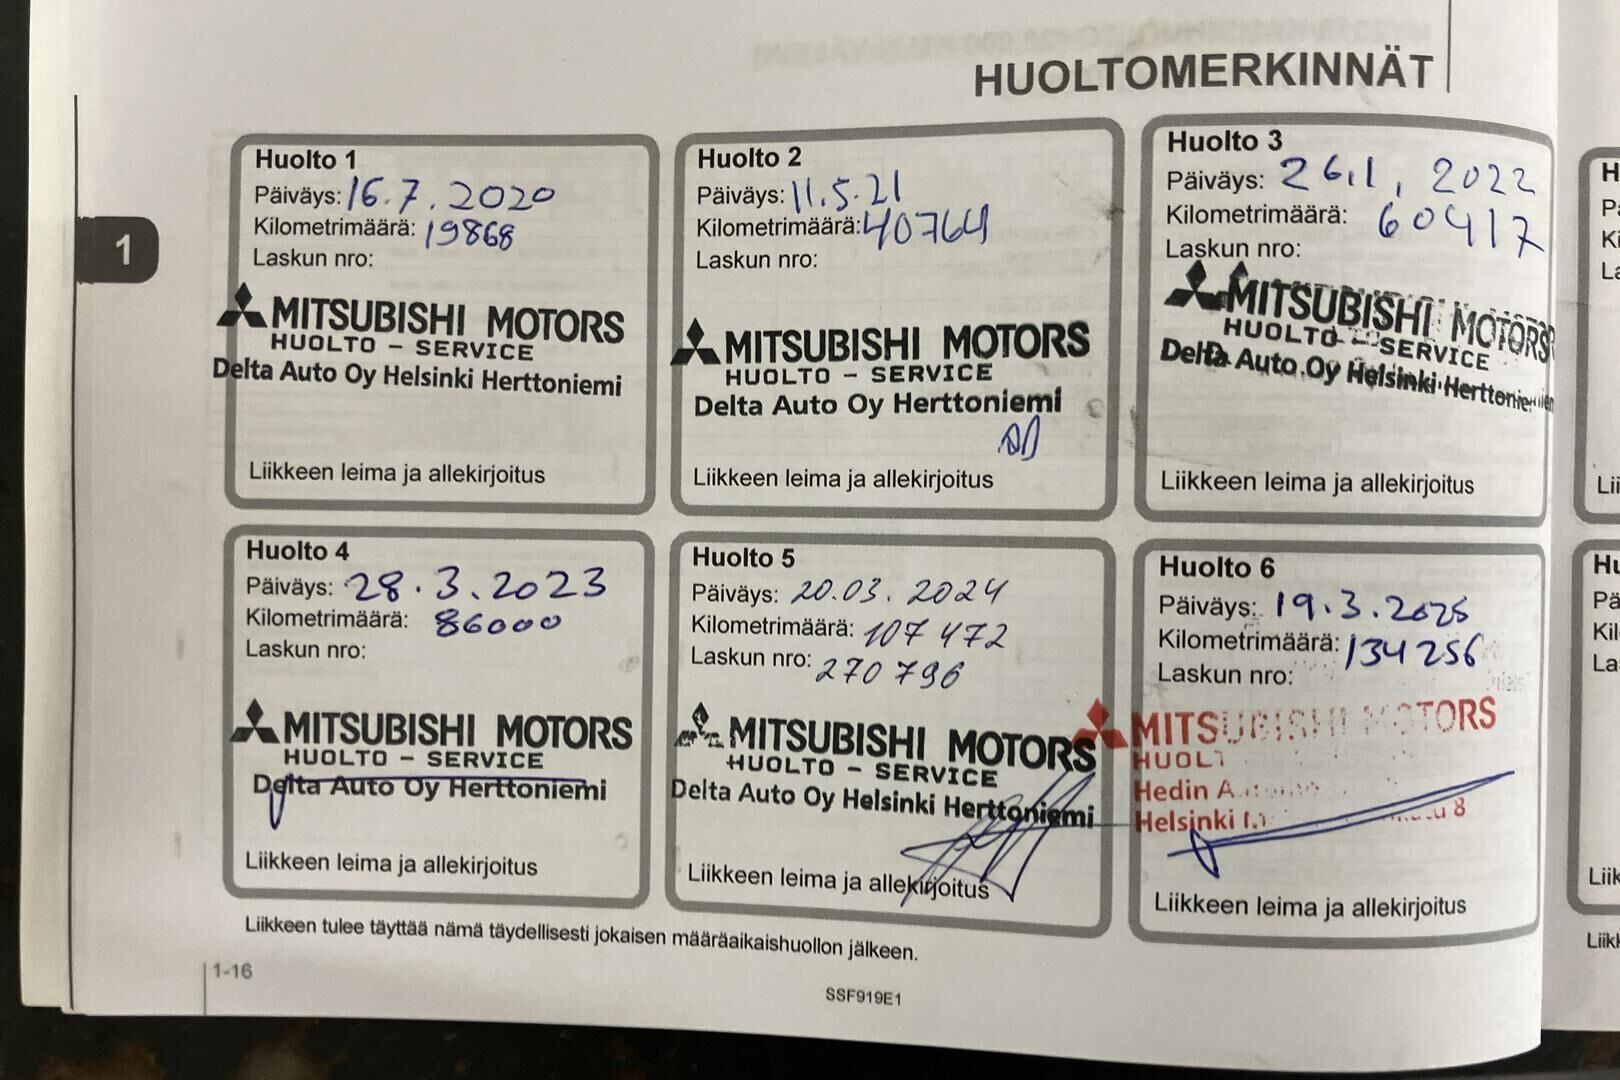 HUOLTOMERKINNÄT
1
Huolto 1
Päiväys: 16.7.2020
Kilometrimäärä: 19868
Laskun nro:
MITSUBISHI MOTORS
HUOLTO - SERVICE
Delta Auto Oy Helsinki Herttoniemi
Liikkeen leima ja allekirjoitus
Huolto 2
Päiväys: 11.5.21
Kilometrimäärä: 40764
Laskun nro:
MITSUBISHI MOTORS
HUOLTO - SERVICE
Delta Auto Oy Herttoniemi
Liikkeen leima ja allekirjoitus
Huolto 3
Päiväys: 26.1.2022
Kilometrimäärä: 60417
Laskun nro:
MITSUBISHI MOTORS
HUOLTO - SERVICE
Delta Auto Oy Helsinki Herttoniemi
Liikkeen leima ja allekirjoitus
Huolto 4
Päiväys: 28.3.2023
Kilometrimäärä: 86000
Laskun nro:
MITSUBISHI MOTORS
HUOLTO - SERVICE
Delta Auto Oy Herttoniemi
Liikkeen leima ja allekirjoitus
Huolto 5
Päiväys: 20.03.2024
Kilometrimäärä: 107 472
Laskun nro: 270 796
MITSUBISHI MOTORS
HUOLTO - SERVICE
Delta Auto Oy Helsinki Herttoniemi
Liikkeen leima ja allekirjoitus
Huolto 6
Päiväys: 19.3.2025
Kilometrimäärä: 134256
Laskun nro:
MITSUBISHI MOTORS
Hedin
Helsinki 8
Liikkeen leima ja allekirjoitus
Liikkeen tulee täyttää nämä täydellisesti jokaisen määräaikaishuollon jälkeen.
1-16
SSF919E1